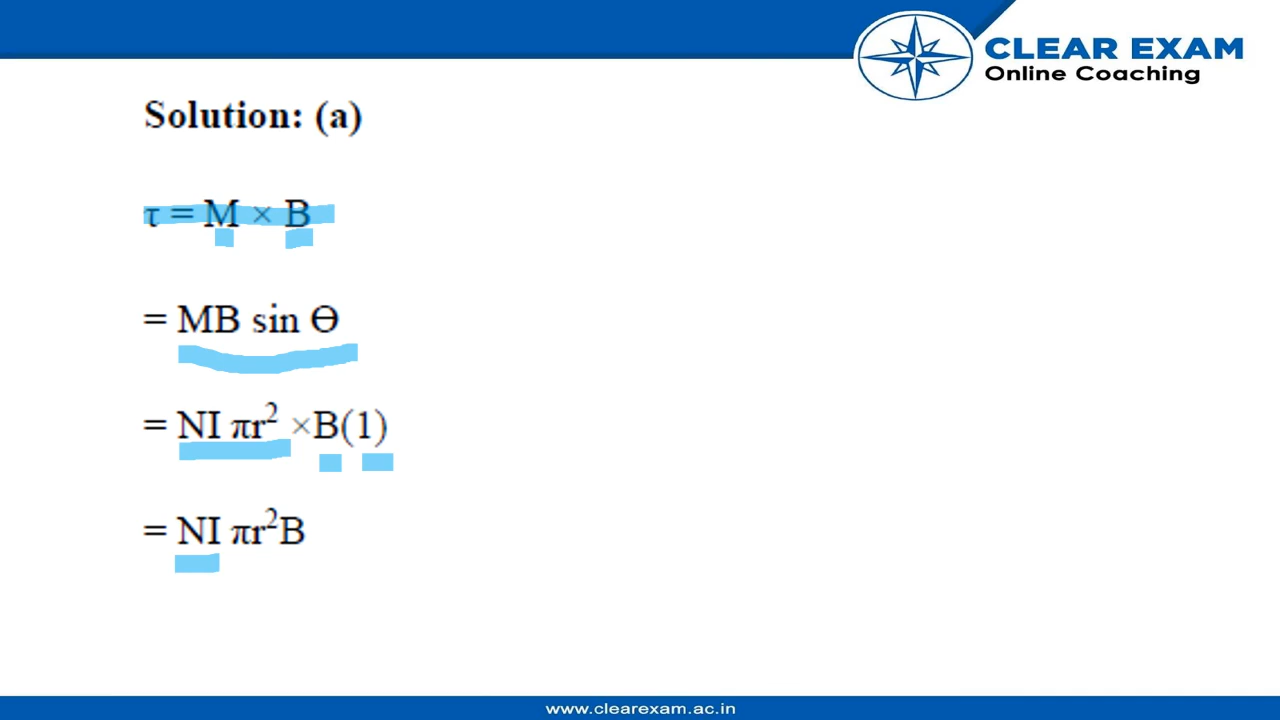 CLEAR EXAM
Online Coaching
Solution: (a)
τ = M × B
= MB sin Ɵ
= NI πr² ×B(1)
= NI πr²B
www.clearexam.ac.in